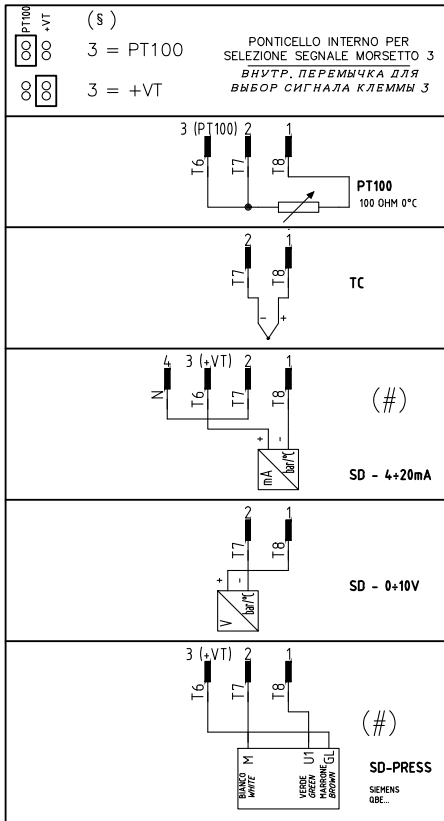 PT100
+VT
(§)
3 = PT100
3 = +VT
PONTICELLO INTERNO PER
SELEZIONE SEGNALE MORSETTO 3
ВНУТР. ПЕРЕМЫЧКА ДЛЯ
ВЫБОР СИГНАЛА КЛЕММЫ 3
3 (PT100) 2 1
T6 T7 T8
PT100
100 OHM 0°C
2 1
T7 T8
- +
TC
4 3 (+VT) 2 1
N T6 T7 T8
(#)
+ -
mA bar/°C
SD - 4÷20mA
2 1
T7 T8
+ -
V bar/°C
SD - 0÷10V
3 (+VT) 2 1
T6 T7 T8
(#)
M U1 GL
BIANCO
WHITE
VERDE
GREEN
MARRONE
BROWN
SD-PRESS
SIEMENS
QBE...